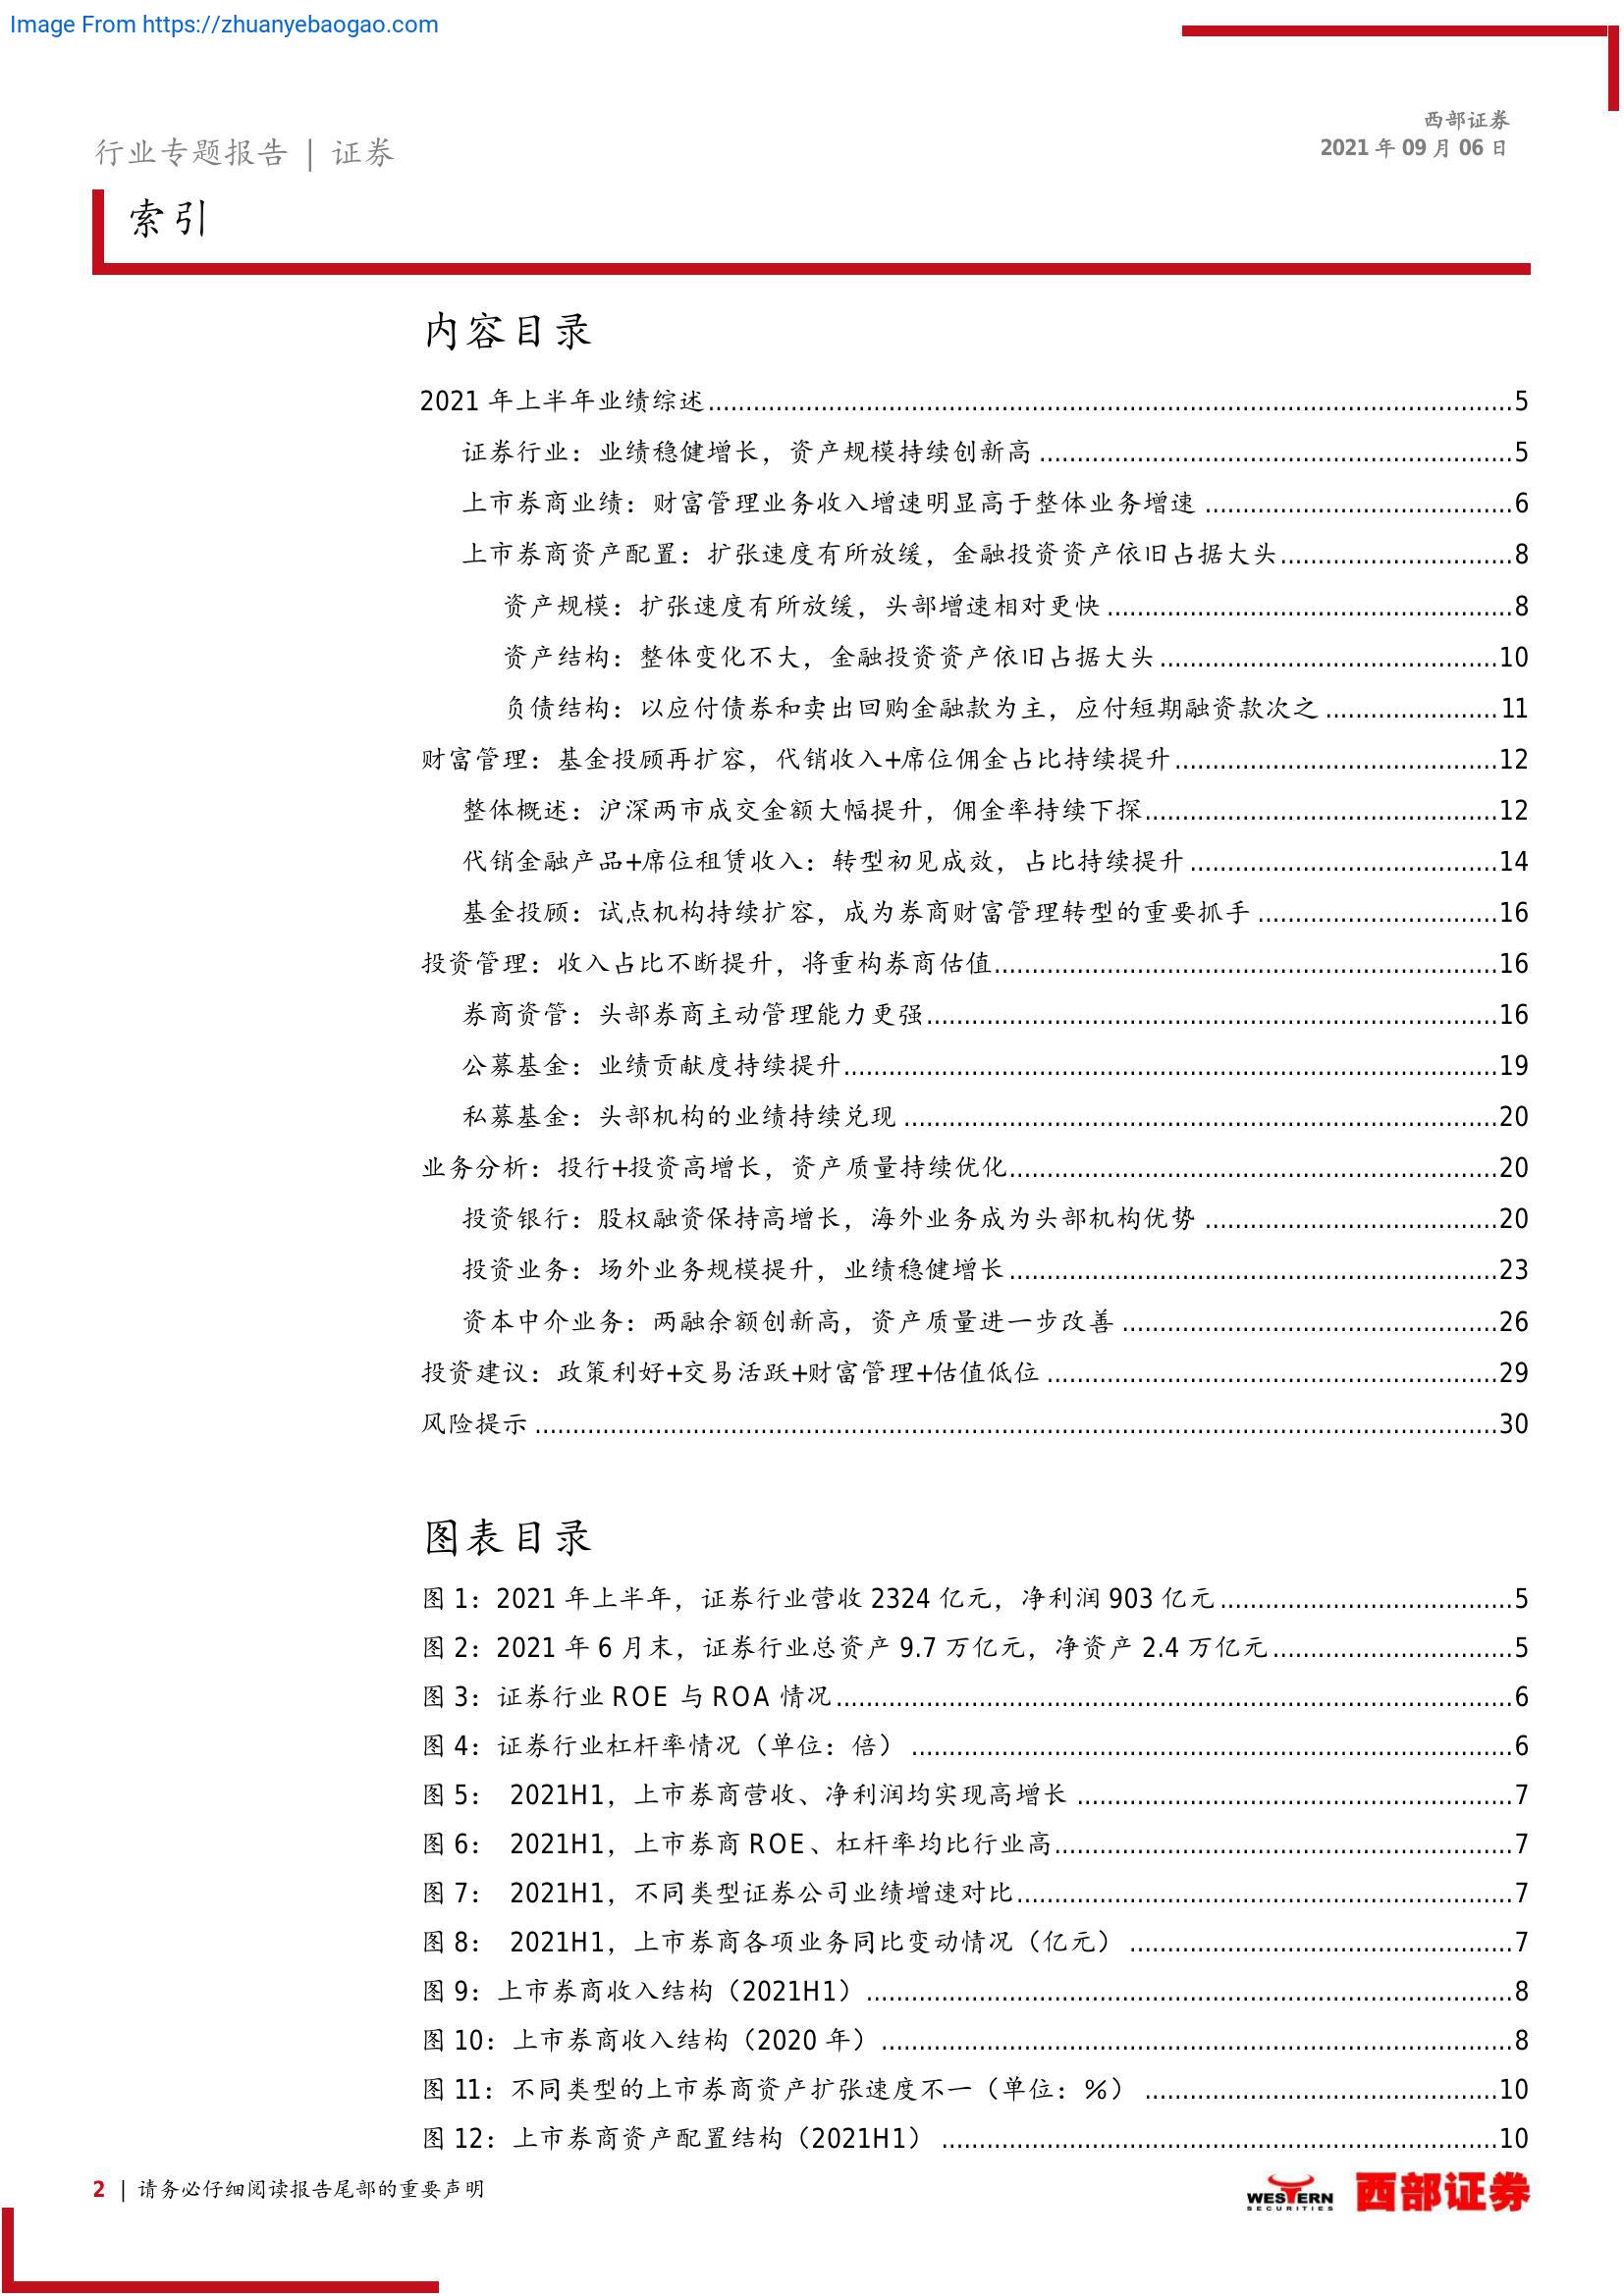 Image From https://zhuanyebaogao.com
西部证券
2021 年 09 月 06 日
行业专题报告 | 证券
索引
内容目录
2021 年上半年业绩综述....................5
证券行业：业绩稳健增长，资产规模持续创新高....................5
上市券商业绩：财富管理业务收入增速明显高于整体业务增速....................6
上市券商资产配置：扩张速度有所放缓，金融投资资产依旧占据大头....................8
资产规模：扩张速度有所放缓，头部增速相对更快....................8
资产结构：整体变化不大，金融投资资产依旧占据大头....................10
负债结构：以应付债券和卖出回购金融款为主，应付短期融资款次之....................11
财富管理：基金投顾再扩容，代销收入+席位佣金占比持续提升....................12
整体概述：沪深两市成交金额大幅提升，佣金率持续下探....................12
代销金融产品+席位租赁收入：转型初见成效，占比持续提升....................14
基金投顾：试点机构持续扩容，成为券商财富管理转型的重要抓手....................16
投资管理：收入占比不断提升，将重构券商估值....................16
券商资管：头部券商主动管理能力更强....................16
公募基金：业绩贡献度持续提升....................19
私募基金：头部机构的业绩持续兑现....................20
业务分析：投行+投资高增长，资产质量持续优化....................20
投资银行：股权融资保持高增长，海外业务成为头部机构优势....................20
投资业务：场外业务规模提升，业绩稳健增长....................23
资本中介业务：两融余额创新高，资产质量进一步改善....................26
投资建议：政策利好+交易活跃+财富管理+估值低位....................29
风险提示....................30
图表目录
图 1：2021 年上半年，证券行业营收 2324 亿元，净利润 903 亿元....................5
图 2：2021 年 6 月末，证券行业总资产 9.7 万亿元，净资产 2.4 万亿元....................5
图 3：证券行业 ROE 与 ROA 情况....................6
图 4：证券行业杠杆率情况（单位：倍）....................6
图 5： 2021H1，上市券商营收、净利润均实现高增长....................7
图 6： 2021H1，上市券商 ROE、杠杆率均比行业高....................7
图 7： 2021H1，不同类型证券公司业绩增速对比....................7
图 8： 2021H1，上市券商各项业务同比变动情况（亿元）....................7
图 9：上市券商收入结构（2021H1）....................8
图 10：上市券商收入结构（2020 年）....................8
图 11：不同类型的上市券商资产扩张速度不一（单位：%）....................10
图 12：上市券商资产配置结构（2021H1）....................10
2 | 请务必仔细阅读报告尾部的重要声明
WESTERN
SECURITIES
西部证券